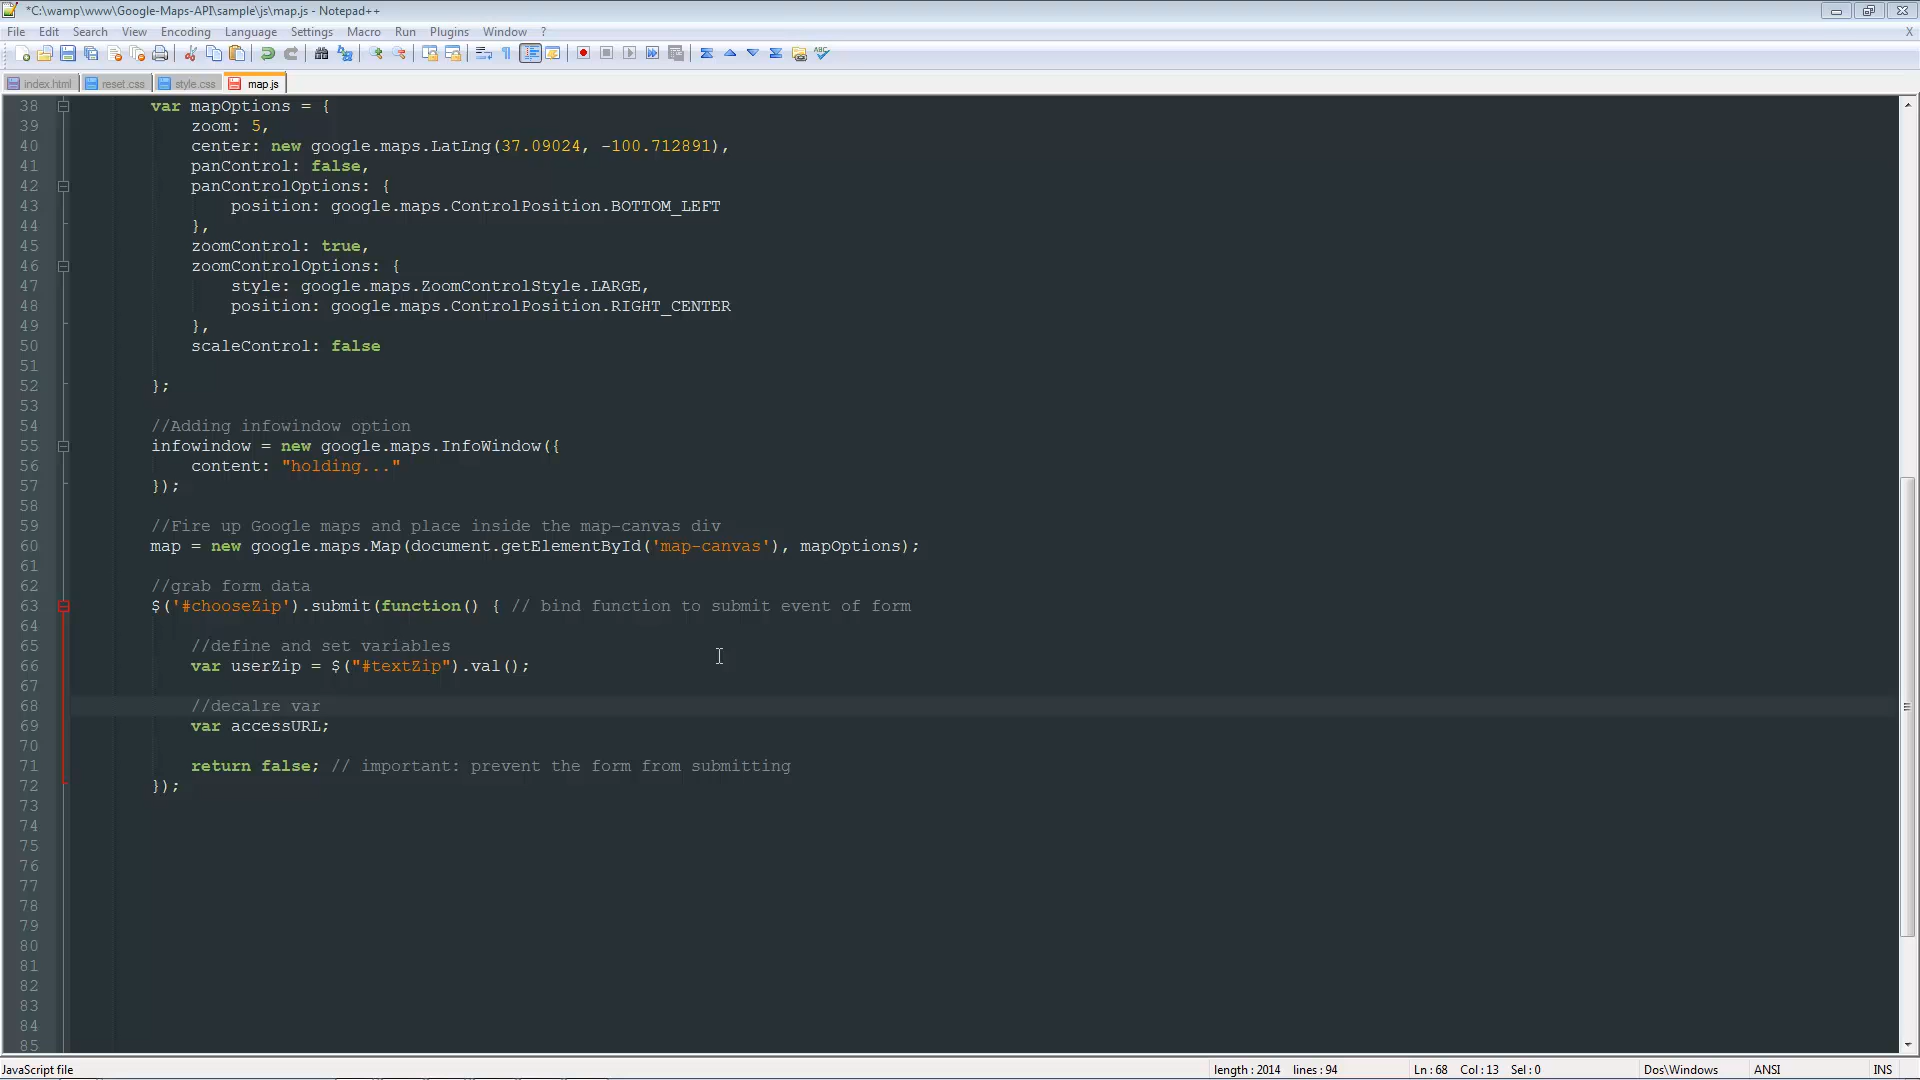 *C:\wamp\www\Google-Maps-API\sample\js\map.js - Notepad++
File Edit Search View Encoding Language Settings Macro Run Plugins Window ? X
index.html reset.css style.css map.js
38 var mapOptions = {
39 zoom: 5,
40 center: new google.maps.LatLng(37.09024, -100.712891),
41 panControl: false,
42 panControlOptions: {
43 position: google.maps.ControlPosition.BOTTOM_LEFT
44 },
45 zoomControl: true,
46 zoomControlOptions: {
47 style: google.maps.ZoomControlStyle.LARGE,
48 position: google.maps.ControlPosition.RIGHT_CENTER
49 },
50 scaleControl: false
51
52 };
53
54 //Adding infowindow option
55 infowindow = new google.maps.InfoWindow({
56 content: "holding..."
57 });
58
59 //Fire up Google maps and place inside the map-canvas div
60 map = new google.maps.Map(document.getElementById('map-canvas'), mapOptions);
61
62 //grab form data
63 $('#chooseZip').submit(function() { // bind function to submit event of form
64
65 //define and set variables
66 var userZip = $("#textZip").val();
67
68 //decalre var
69 var accessURL;
70
71 return false; // important: prevent the form from submitting
72 });
73
74
75
76
77
78
79
80
81
82
83
84
85
JavaScript file length : 2014 lines : 94 Ln : 68 Col : 13 Sel : 0 Dos\Windows ANSI INS